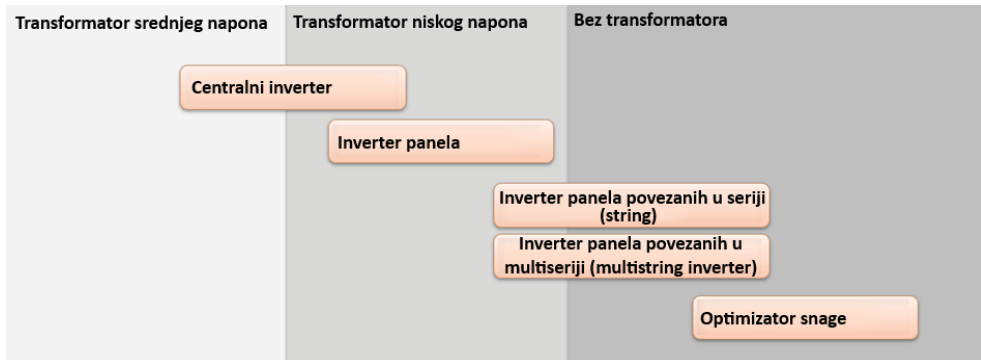 Transformator srednjeg napona
Transformator niskog napona
Bez transformatora
Centralni inverter
Inverter panela
Inverter panela povezanih u seriji
(string)
Inverter panela povezanih u
multiseriji (multistring inverter)
Optimizator snage